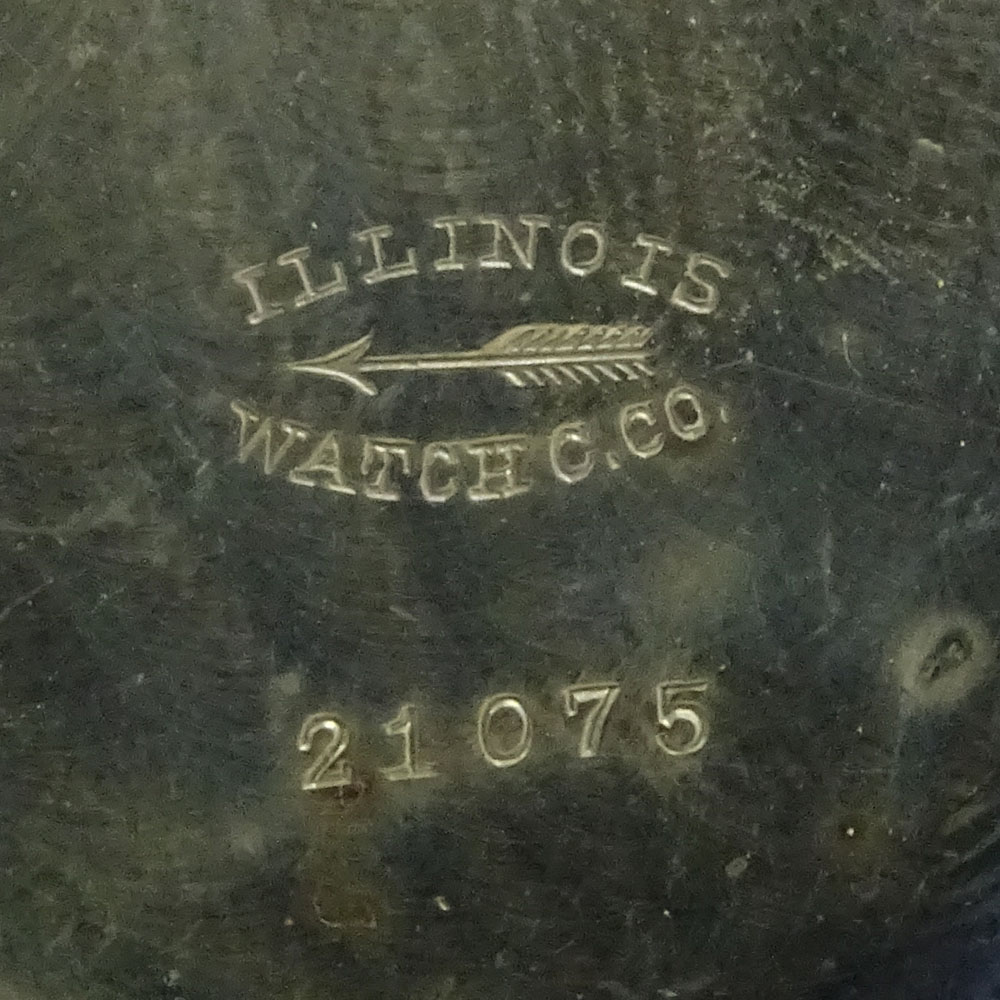 ILLINOIS
WATCH C. CO.
21075